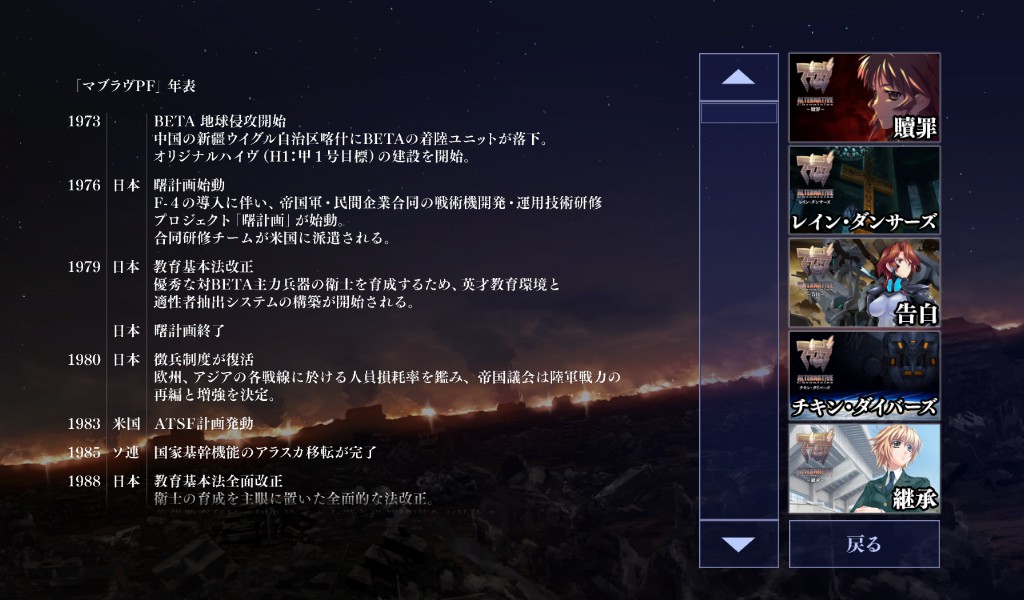 「マブラヴPF」年表
1973 BETA 地球侵攻開始
中国の新疆ウイグル自治区喀什にBETAの着陸ユニットが落下。
オリジナルハイヴ（H1：甲１号目標）の建設を開始。
1976 日本 曙計画始動
F-４の導入に伴い、帝国軍・民間企業合同の戦術機開発・運用技術研修
プロジェクト「曙計画」が始動。
合同研修チームが米国に派遣される。
1979 日本 教育基本法改正
優秀な対BETA主力兵器の衛士を育成するため、英才教育環境と
適性者抽出システムの構築が開始される。
日本 曙計画終了
1980 日本 徴兵制度が復活
欧州、アジアの各戦線に於ける人員損耗率を鑑み、帝国議会は陸軍戦力の
再編と増強を決定。
1983 米国 ATSF計画発動
1985 ソ連 国家基幹機能のアラスカ移転が完了
1988 日本 教育基本法全面改正
衛士の育成を主眼に置いた全面的な法改正。
ALTERNATIVE
贖罪
ALTERNATIVE
レイン・ダンサーズ
告白
ALTERNATIVE
チキン・ダイバーズ
継承
戻る